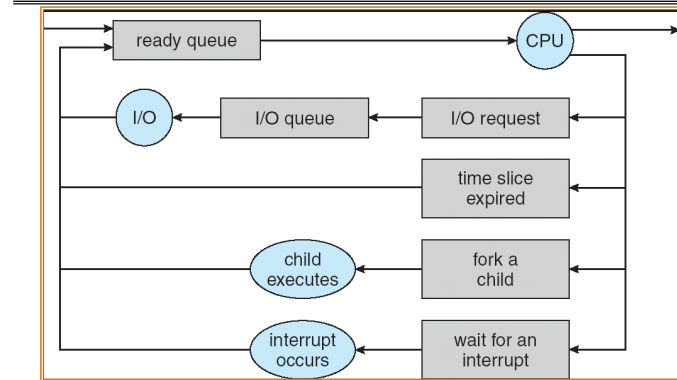 ready queue
CPU
I/O
I/O queue
I/O request
time slice
expired
child
executes
fork a
child
interrupt
occurs
wait for an
interrupt